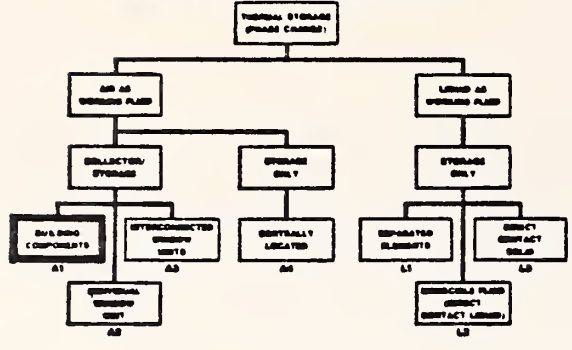 THERMAL STORAGE
(PHASE CHANGE)
AIR AS
WORKING FLUID
LIQUID AS
WORKING FLUID
COLLECTOR/
STORAGE
STORAGE
ONLY
STORAGE
ONLY
BUILDING
COMPONENTS
INTERCONNECTED
WINDOW
UNITS
CENTRALLY
LOCATED
SEPARATED
ELEMENTS
DIRECT
CONTACT
A1
A3
A4
L1
L3
INDIVIDUAL
WINDOW
UNIT
IMMISCIBLE FLUID
(DIRECT
CONTACT LIQUID)
A2
L2